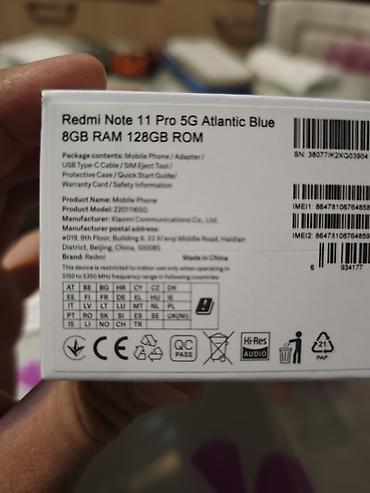 Redmi Note 11 Pro 5G Atlantic Blue
8GB RAM 128GB ROM
Package contents: Mobile Phone / Adapter /
USB Type-C Cable / SIM Eject Tool /
Protective Case / Quick Start Guide/
Warranty Card / Safety Information
Product Name: Mobile Phone
Product Model: 2201116SG
Manufacturer: Xiaomi Communications Co., Ltd.
Manufacturer postal address:
#019, 9th Floor, Building 6, 33 Xi'erqi Middle Road, Haidian
District, Beijing, China, 100085
Brand: Redmi Made in China
This device is restricted to indoor use only when operating in
5150 to 5350 MHz frequency range in following countries:
AT BE BG HR CY CZ DK
EE FI FR DE EL HU IE
IT LV LT LU MT NL PL
PT RO SK SI ES SE UK(NI)
IS LI NO CH TR
CE
QC
PASS
Hi-Res
AUDIO
21
PAP
SN: 38077/K2XQ03904
IMEI1 86478106764858
IMEI2 86478106764859
6 934177